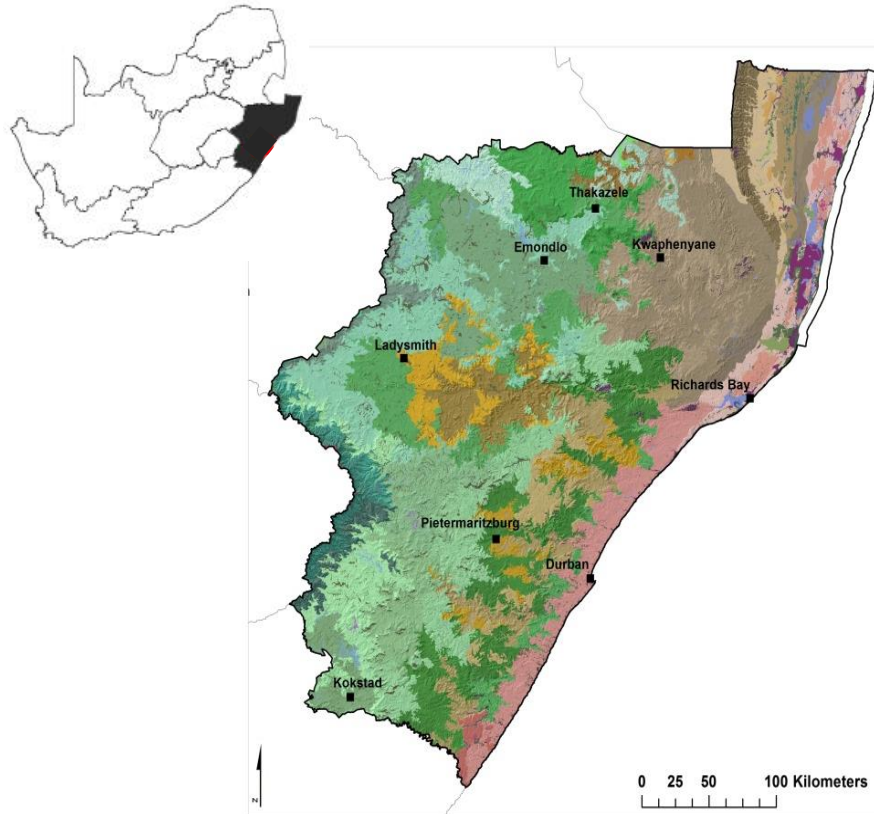 Thakazele
Emondlo
Kwaphenyane
Ladysmith
Richards Bay
Pietermaritzburg
Durban
Kokstad
N
0 25 50 100 Kilometers